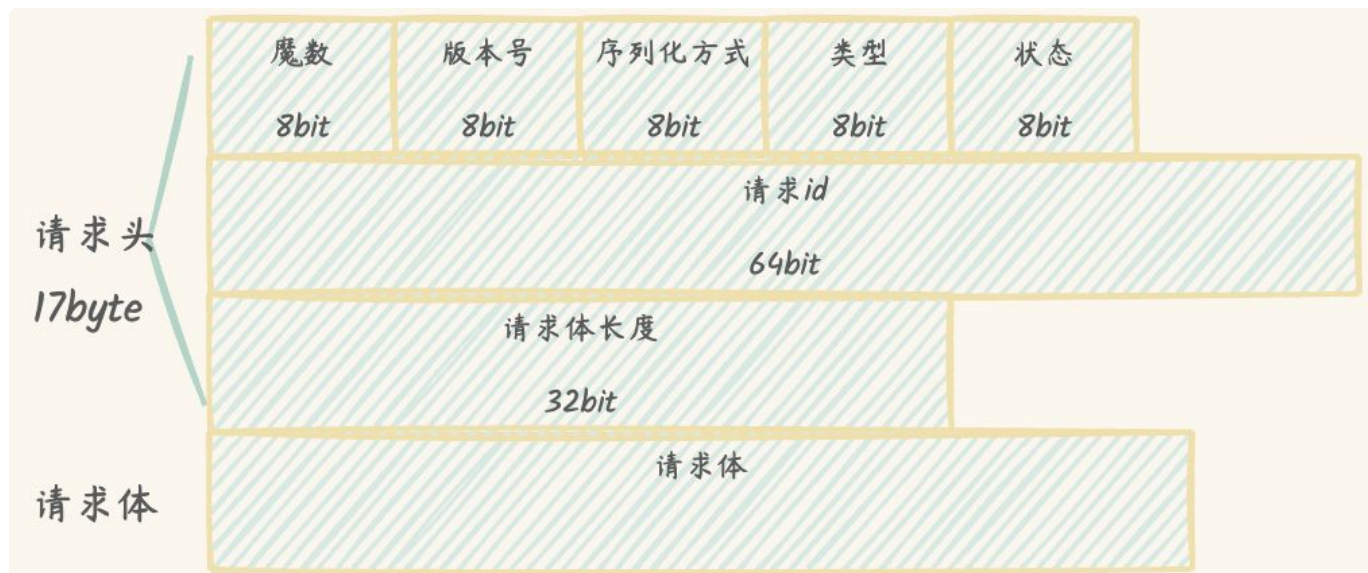 魔数 版本号 序列化方式 类型 状态
8bit 8bit 8bit 8bit 8bit
请求id
64bit
请求头
17byte
请求体长度
32bit
请求体
请求体